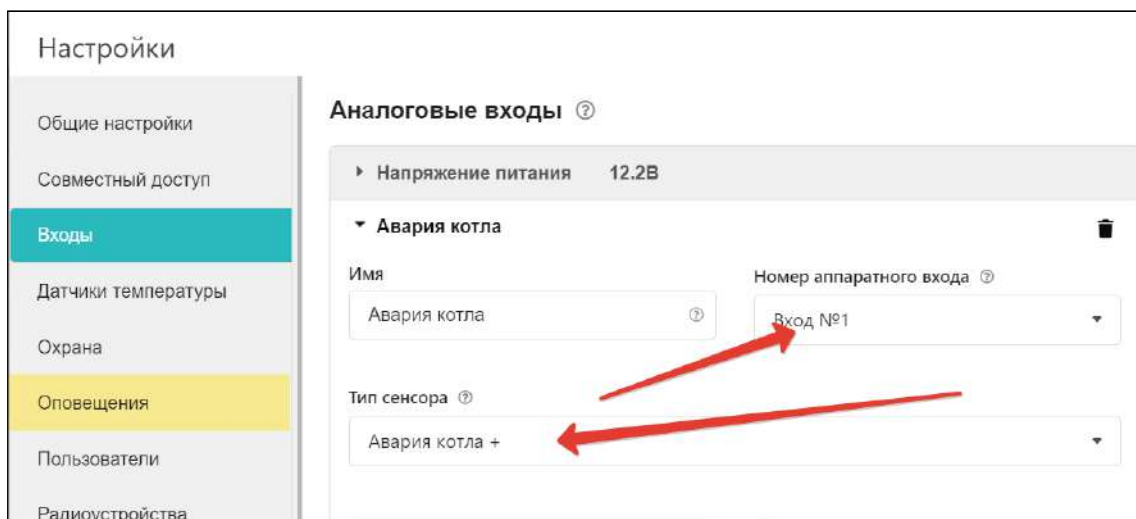 Настройки
Общие настройки
Совместный доступ
Входы
Датчики температуры
Охрана
Оповещения
Пользователи
Радиоустройства
Аналоговые входы
Напряжение питания 12.2В
Авария котла
Имя
Номер аппаратного входа
Авария котла
Вход №1
Тип сенсора
Авария котла +